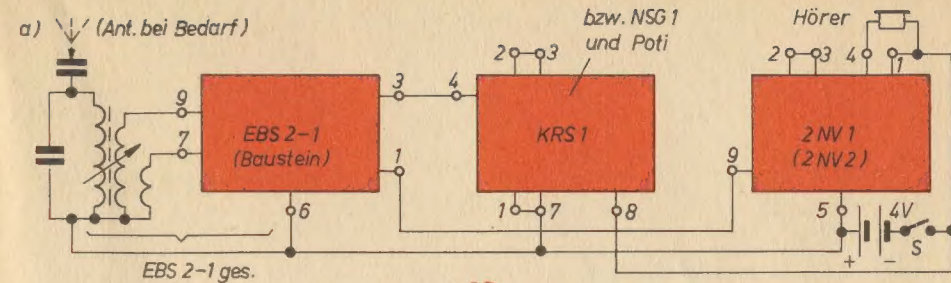 a) (Ant. bei Bedarf)
bzw. NSG 1
und Poti
Hörer
2 3
4 1
2 3
9
7
EBS 2-1
(Baustein)
3
1
6
4
KRS 1
1 7
8
2 NV 1
(2 NV 2)
9
5
4V
+ - S
EBS 2-1 ges.